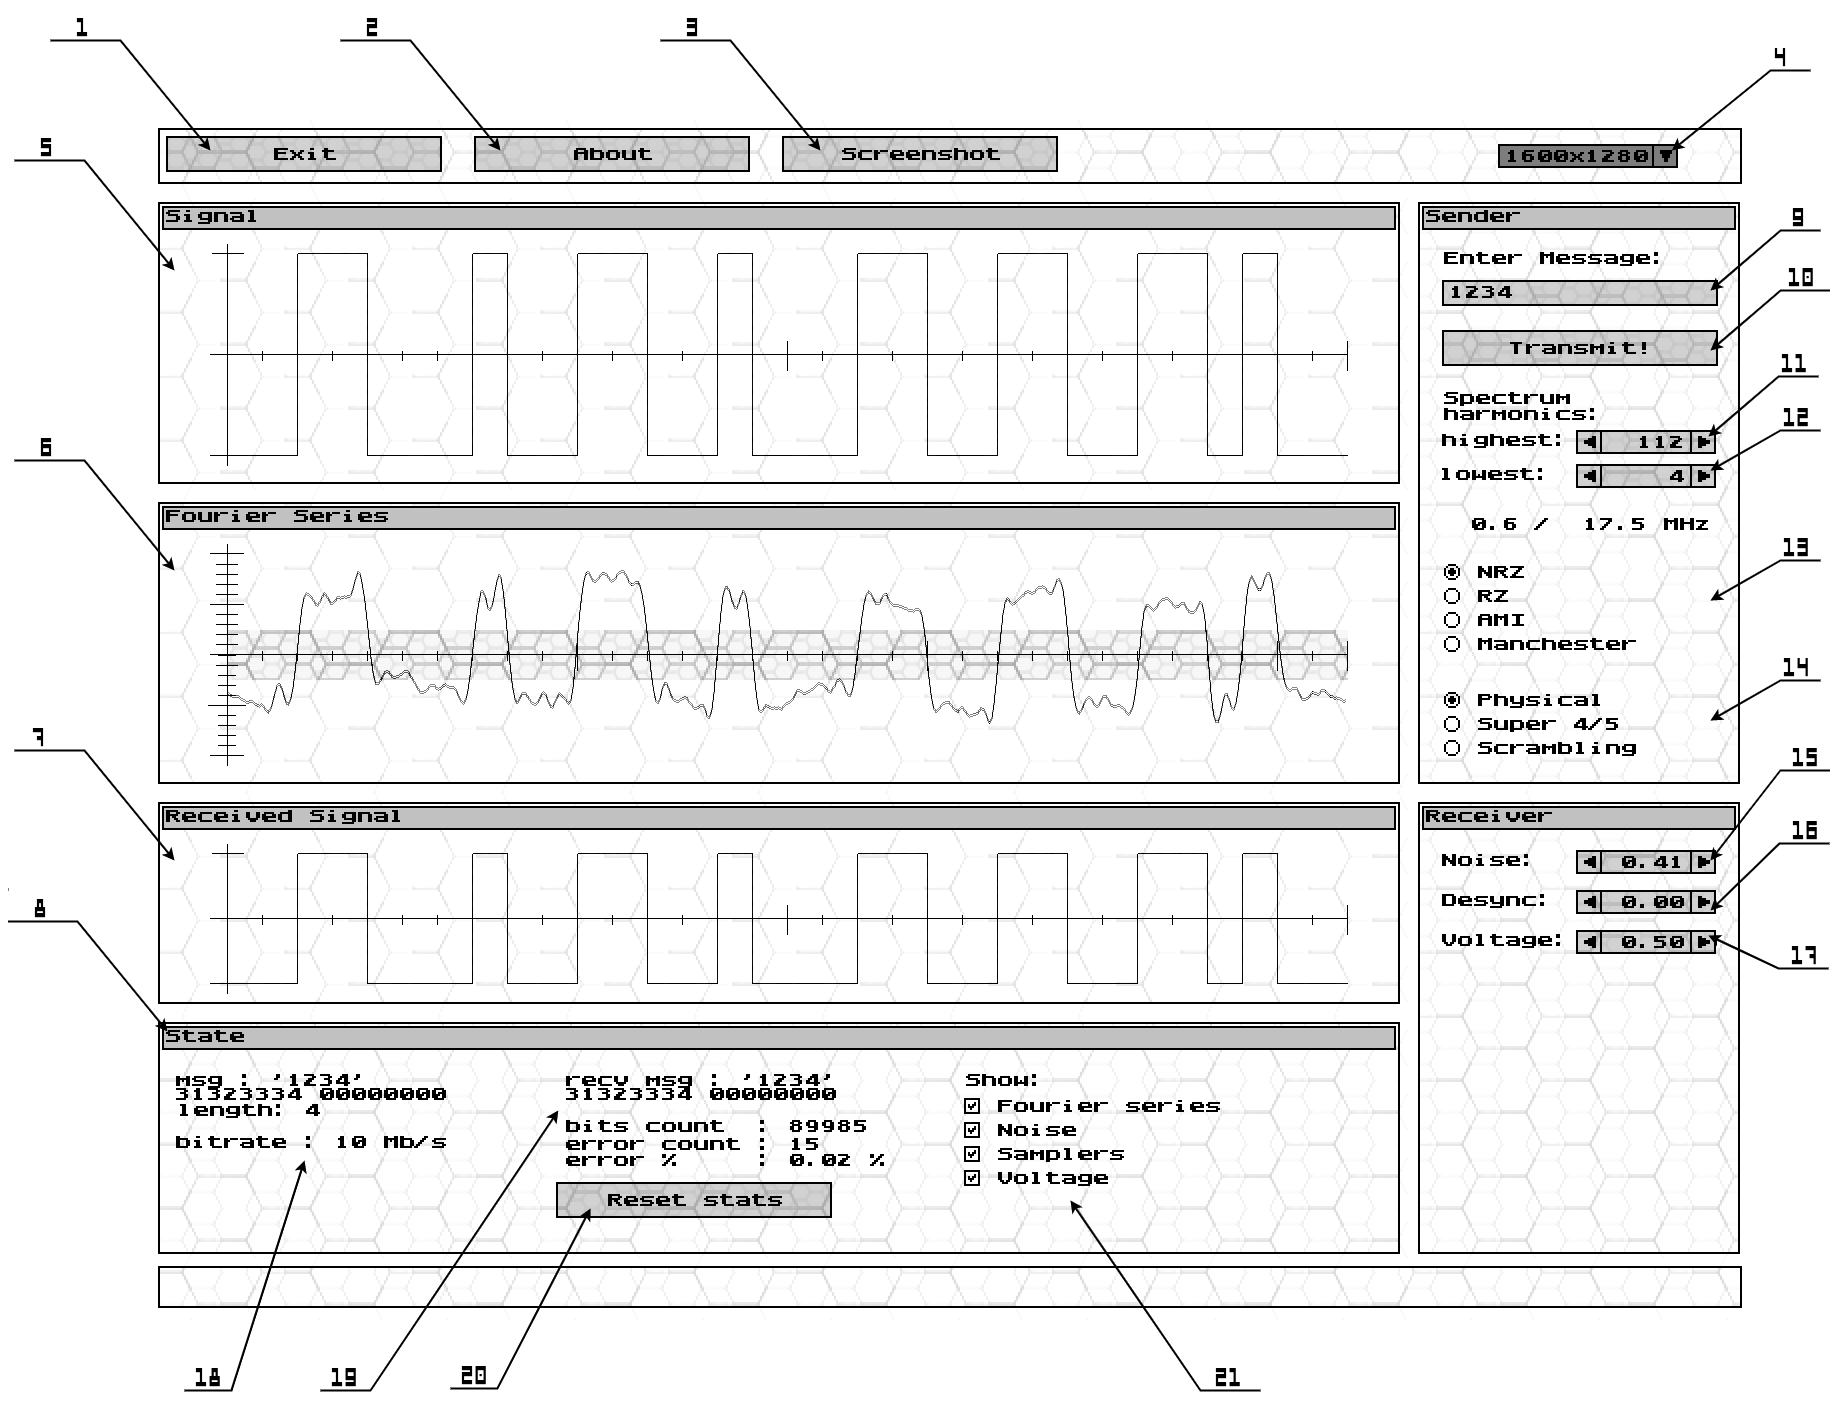 1
2
3
4
Exit
About
Screenshot
1600x1280
5
Signal
6
Fourier Series
7
Received Signal
8
State
msg : '1234'
31323334 00000000
length: 4
bitrate : 10 Mb/s
recv msg : '1234'
31323334 00000000
bits count : 89985
error count : 15
error % : 0.02 %
Reset stats
Show:
Fourier series
Noise
Samplers
Voltage
Sender
9
Enter Message:
1234
10
Transmit!
11
Spectrum
harmonics:
12
highest: 112
lowest: 4
0.6 / 17.5 MHz
13
NRZ
RZ
AMI
Manchester
14
Physical
Super 4/5
Scrambling
15
Receiver
16
Noise: 0.41
Desync: 0.00
Voltage: 0.50
17
18
19
20
21